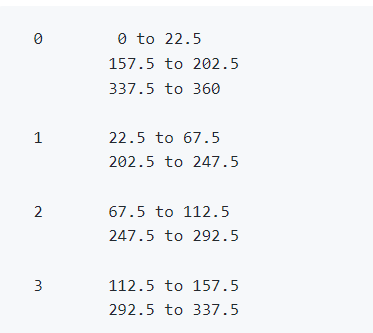 0 0 to 22.5
157.5 to 202.5
337.5 to 360
1 22.5 to 67.5
202.5 to 247.5
2 67.5 to 112.5
247.5 to 292.5
3 112.5 to 157.5
292.5 to 337.5